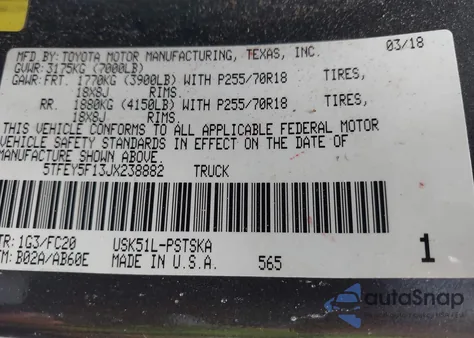 MFD.BY:TOYOTA MOTOR MANUFACTURING, TEXAS, INC. 03/18
GVWR:3175KG (7000LB)
GAWR:FRT. 1770KG (3900LB) WITH P255/70R18 TIRES,
18X8J RIMS.
RR. 1880KG (4150LB) WITH P255/70R18 TIRES,
18X8J RIMS.
THIS VEHICLE CONFORMS TO ALL APPLICABLE FEDERAL MOTOR
VEHICLE SAFETY STANDARDS IN EFFECT ON THE DATE OF
MANUFACTURE SHOWN ABOVE.
5TFEY5F13JX238882 TRUCK
TR: 1G3/FC20 USK51L-PSTSKA
TM: B02A/AB60E MADE IN U.S.A. 565 1
autoSnap